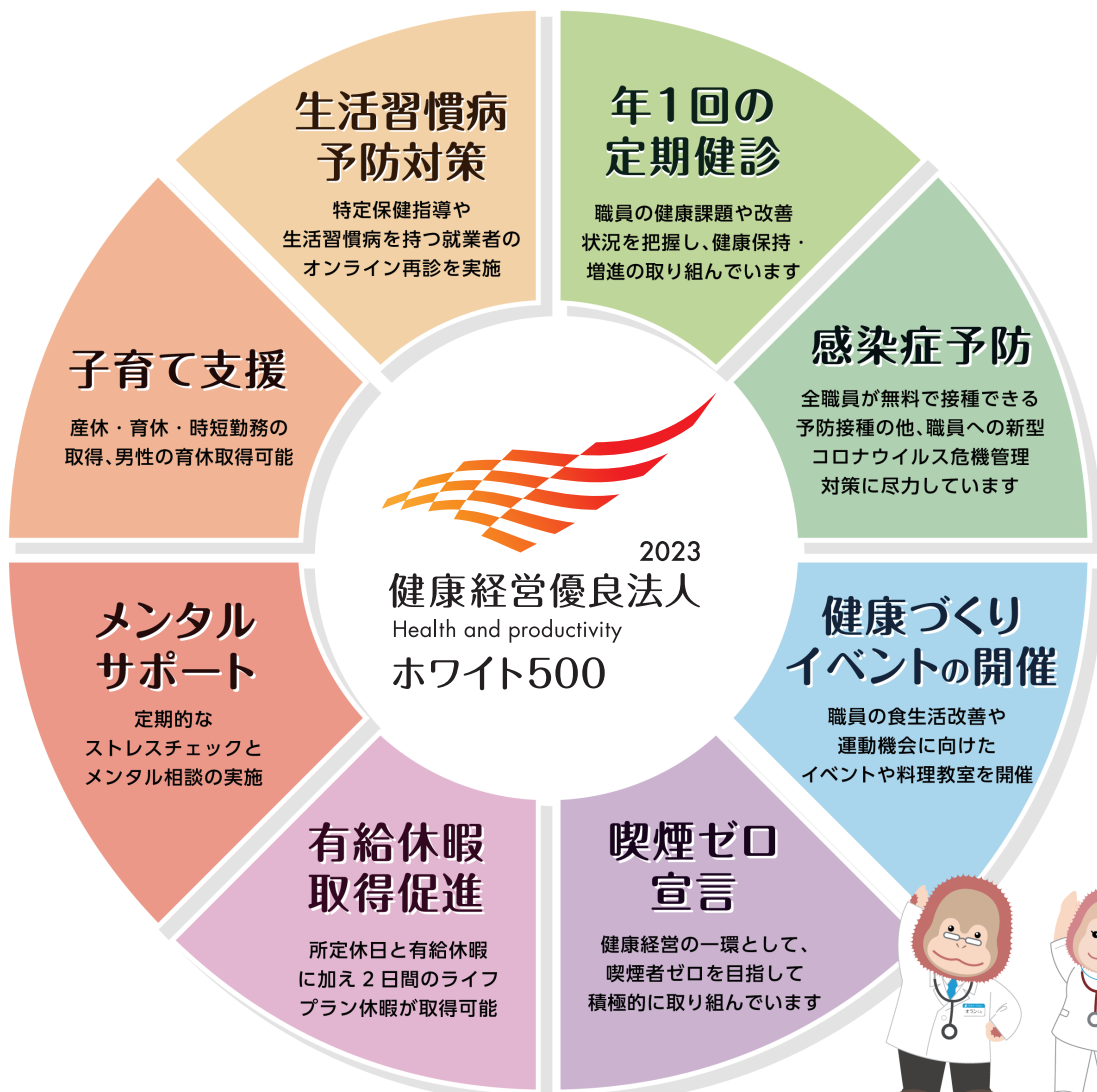 生活習慣病
予防対策
特定保健指導や
生活習慣病を持つ就業者の
オンライン再診を実施
年1回の
定期健診
職員の健康課題や改善
状況を把握し、健康保持・
増進の取り組んでいます
感染症予防
全職員が無料で接種できる
予防接種の他、職員への新型
コロナウイルス危機管理
対策に尽力しています
健康づくり
イベントの開催
職員の食生活改善や
運動機会に向けた
イベントや料理教室を開催
喫煙ゼロ
宣言
健康経営の一環として、
喫煙者ゼロを目指して
積極的に取り組んでいます
有給休暇
取得促進
所定休日と有給休暇
に加え2日間のライフ
プラン休暇が取得可能
メンタル
サポート
定期的な
ストレスチェックと
メンタル相談の実施
子育て支援
産休・育休・時短勤務の
取得、男性の育休取得可能
2023
健康経営優良法人
Health and productivity
ホワイト500